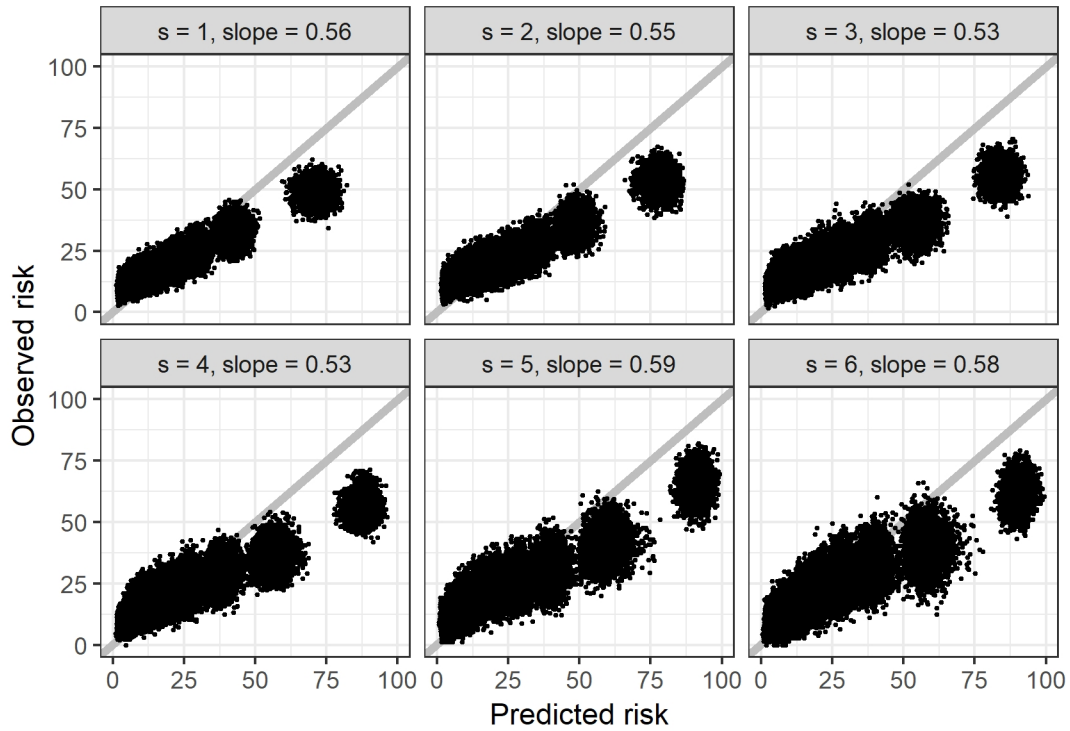 s = 1, slope = 0.56
s = 2, slope = 0.55
s = 3, slope = 0.53
100
75
50
25
0
Observed risk
s = 4, slope = 0.53
s = 5, slope = 0.59
s = 6, slope = 0.58
100
75
50
25
0
0 25 50 75 100
0 25 50 75 100
0 25 50 75 100
Predicted risk